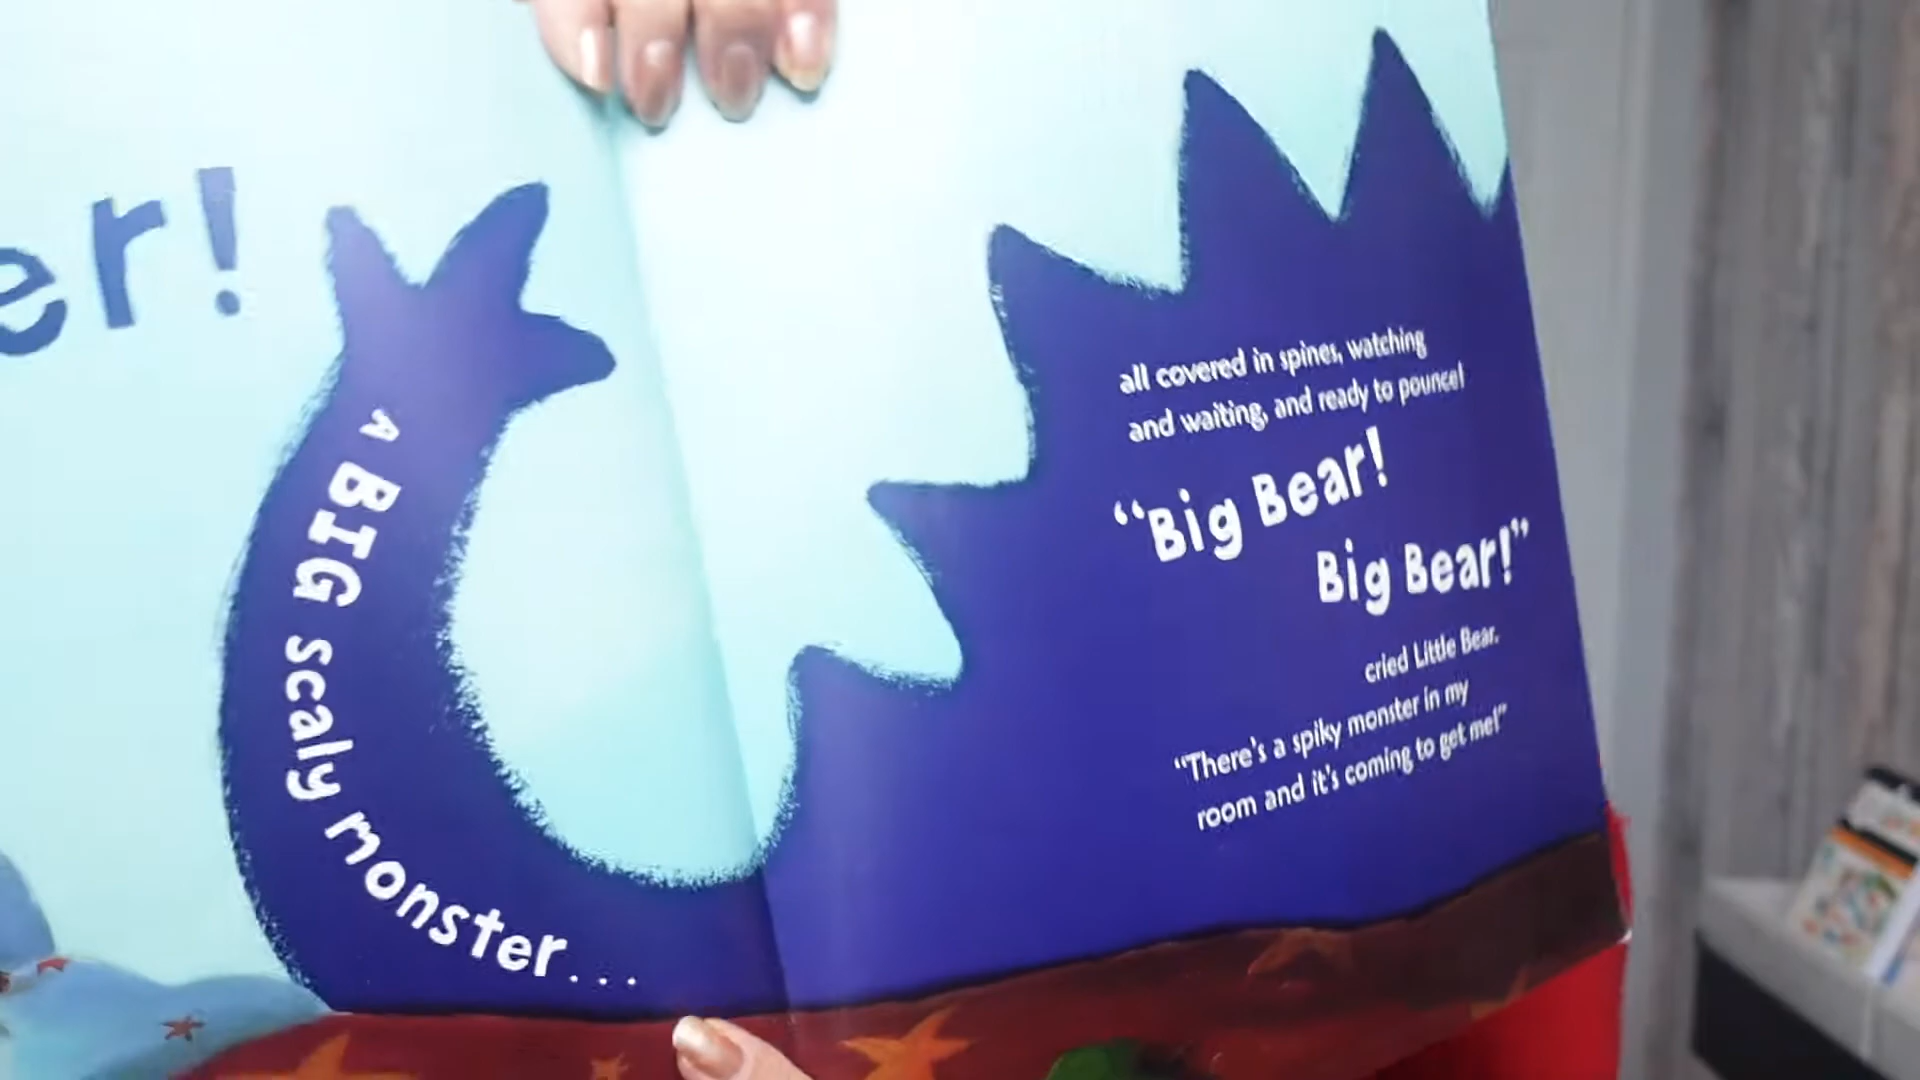 er!
A BIG scaly monster...
all covered in spines, watching
and waiting, and ready to pounce!
“Big Bear!
Big Bear!”
cried Little Bear.
“There's a spiky monster in my
room and it's coming to get me!”